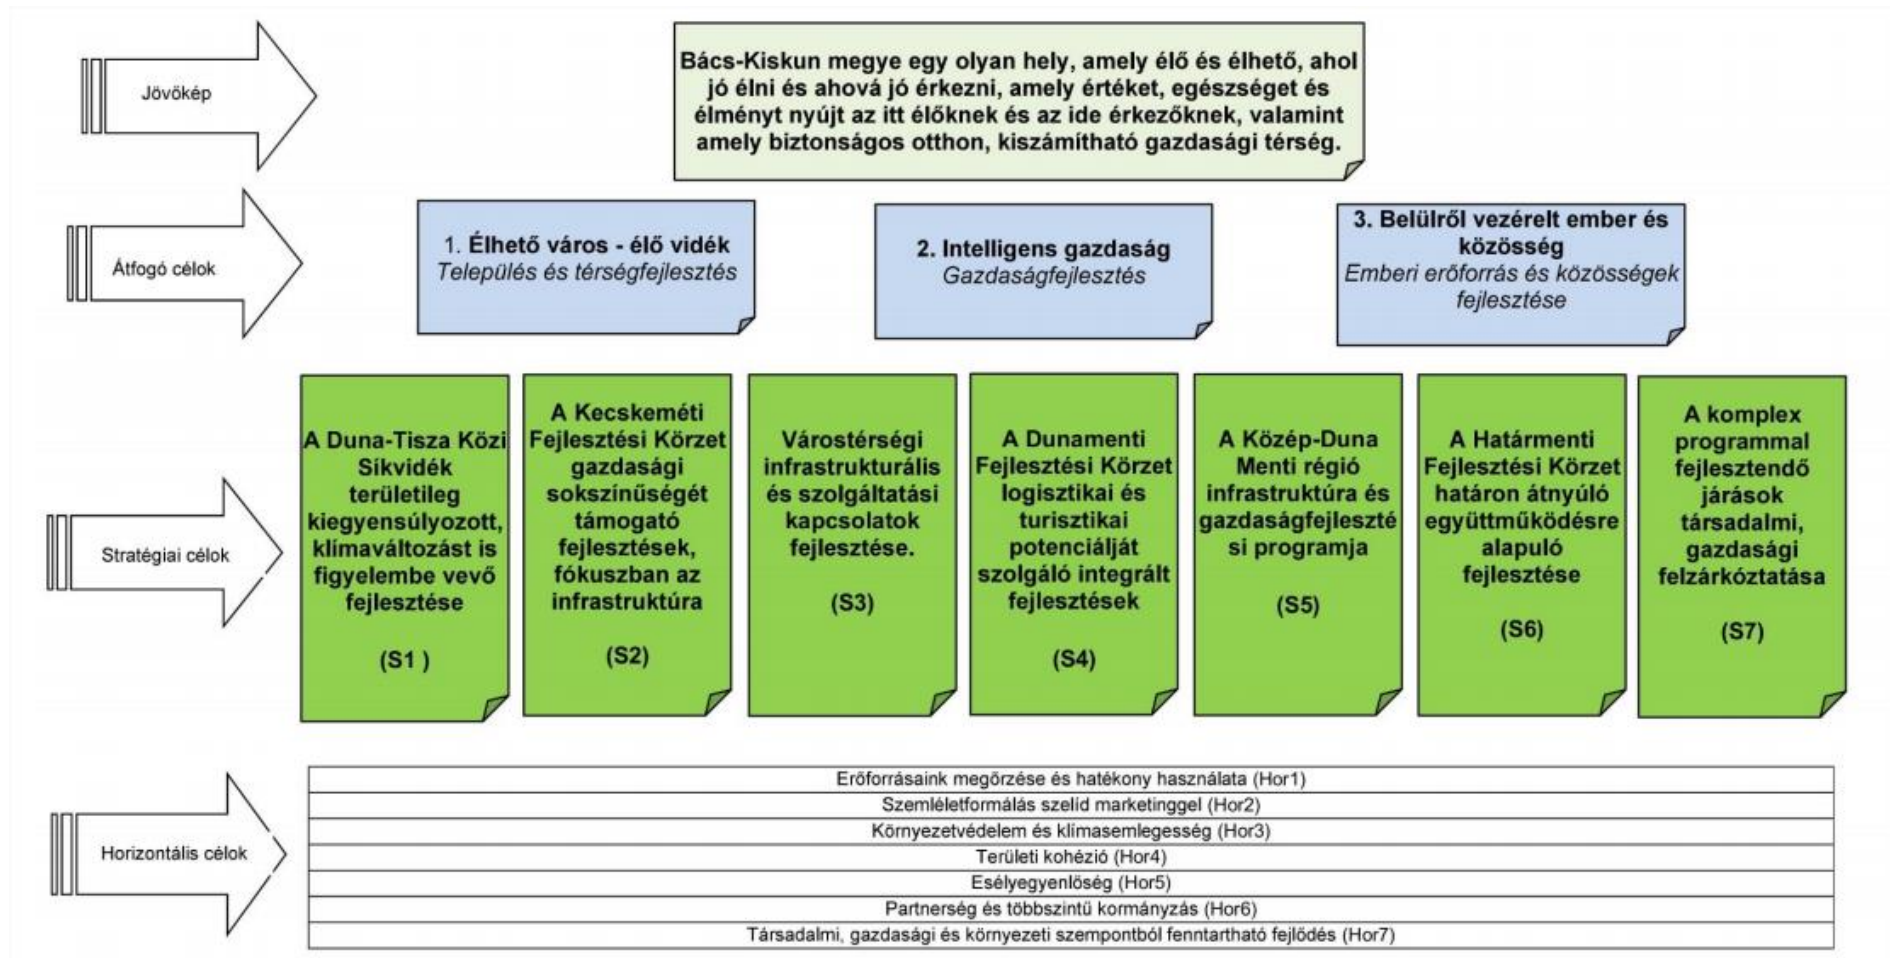 Jövőkép
Bács-Kiskun megye egy olyan hely, amely élő és élhető, ahol
jó élni és ahová jó érkezni, amely értéket, egészséget és
élményt nyújt az itt élőknek és az ide érkezőknek, valamint
amely biztonságos otthon, kiszámítható gazdasági térség.
Átfogó célok
1. Élhető város - élő vidék
Település és térségfejlesztés
2. Intelligens gazdaság
Gazdaságfejlesztés
3. Belülről vezérelt ember és
közösség
Emberi erőforrás és közösségek
fejlesztése
Stratégiai célok
A Duna-Tisza Közi
Síkvidék
területileg
kiegyensúlyozott,
klímaváltozást is
figyelembe vevő
fejlesztése
(S1 )
A Kecskeméti
Fejlesztési Körzet
gazdasági
sokszínűségét
támogató
fejlesztések,
fókuszban az
infrastruktúra
(S2)
Várostérségi
infrastrukturális
és szolgáltatási
kapcsolatok
fejlesztése.
(S3)
A Dunamenti
Fejlesztési Körzet
logisztikai és
turisztikai
potenciálját
szolgáló integrált
fejlesztések
(S4)
A Közép-Duna
Menti régió
infrastruktúra és
gazdaságfejleszté
si programja
(S5)
A Határmenti
Fejlesztési Körzet
határon átnyúló
együttműködésre
alapuló
fejlesztése
(S6)
A komplex
programmal
fejlesztendő
járások
társadalmi,
gazdasági
felzárkóztatása
(S7)
Horizontális célok
Erőforrásaink megőrzése és hatékony használata (Hor1)
Szemléletformálás szelíd marketinggel (Hor2)
Környezetvédelem és klímasemlegesség (Hor3)
Területi kohézió (Hor4)
Esélyegyenlőség (Hor5)
Partnerség és többszintű kormányzás (Hor6)
Társadalmi, gazdasági és környezeti szempontból fenntartható fejlődés (Hor7)